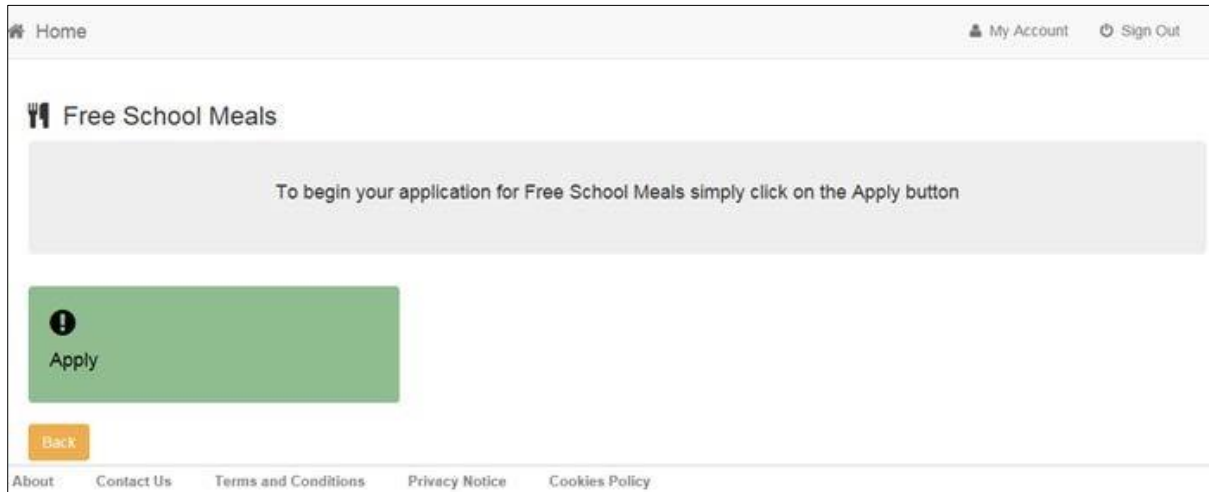 Home My Account Sign Out
Free School Meals
To begin your application for Free School Meals simply click on the Apply button
Apply
Back
About Contact Us Terms and Conditions Privacy Notice Cookies Policy